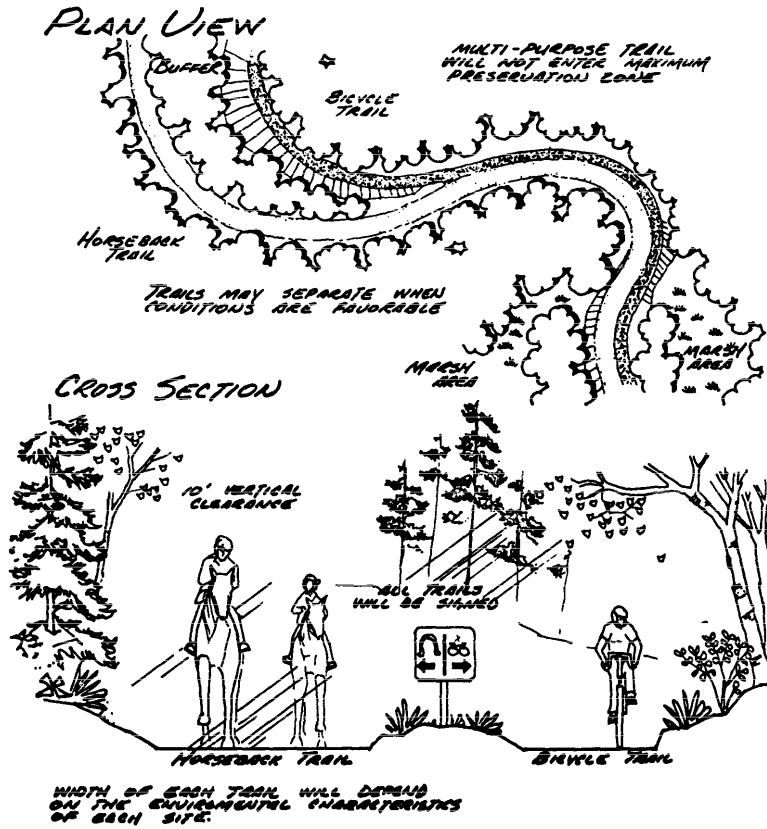 PLAN VIEW
BUFFER
BICYCLE
TRAIL
MULTI-PURPOSE TRAIL
WILL NOT ENTER MAXIMUM
PRESERVATION ZONE
HORSEBACK
TRAIL
TRAILS MAY SEPARATE WHEN
CONDITIONS ARE FAVORABLE
MARSH
AREA
MARSH
AREA
CROSS SECTION
10' VERTICAL
CLEARANCE
ALL TRAILS
WILL BE SIGNED
HORSEBACK TRAIL
BICYCLE TRAIL
WIDTH OF EACH TRAIL WILL DEPEND
ON THE ENVIROMENTAL CHARACTERISTICS
OF EACH SITE.